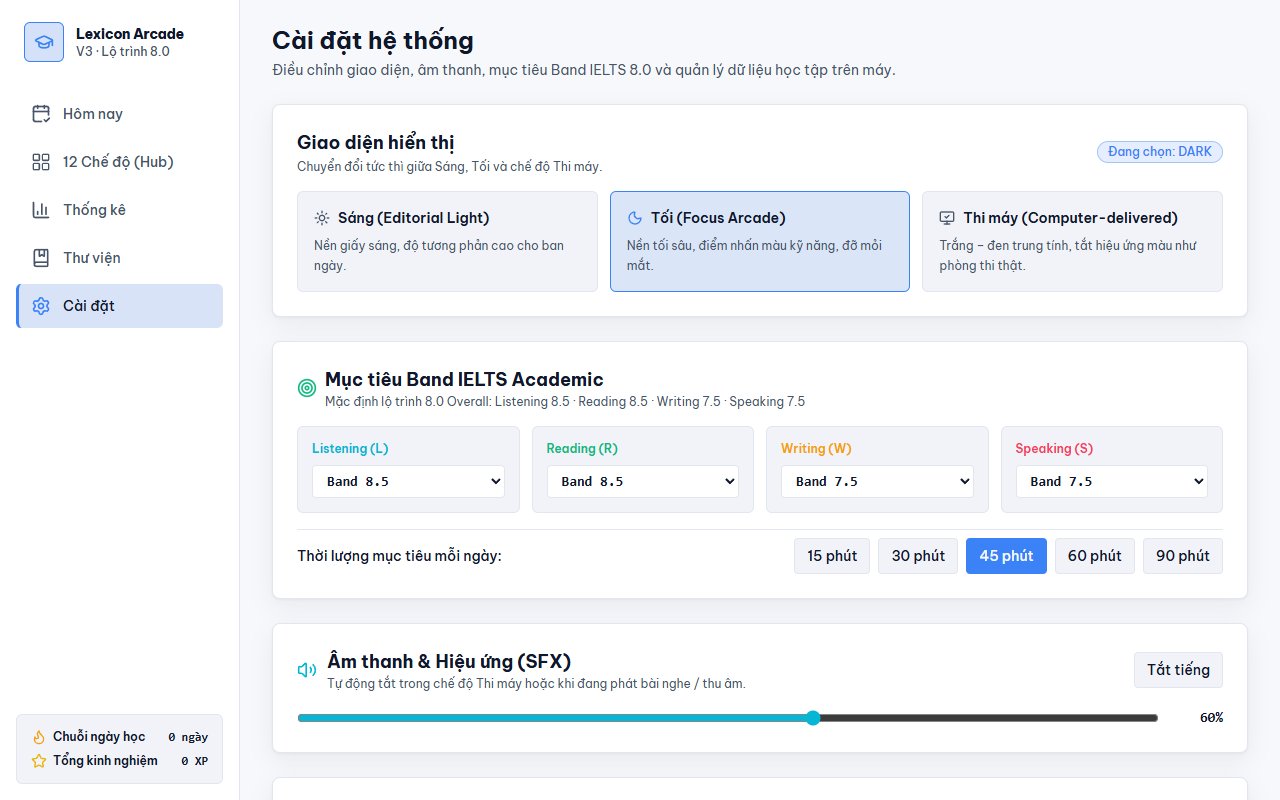 Lexicon Arcade
V3 · Lộ trình 8.0
Hôm nay
12 Chế độ (Hub)
Thống kê
Thư viện
Cài đặt
Chuỗi ngày học 0 ngày
Tổng kinh nghiệm 0 XP
Cài đặt hệ thống
Điều chỉnh giao diện, âm thanh, mục tiêu Band IELTS 8.0 và quản lý dữ liệu học tập trên máy.
Giao diện hiển thị
Chuyển đổi tức thì giữa Sáng, Tối và chế độ Thi máy.
Đang chọn: DARK
Sáng (Editorial Light)
Nền giấy sáng, độ tương phản cao cho ban
ngày.
Tối (Focus Arcade)
Nền tối sâu, điểm nhấn màu kỹ năng, đỡ mỏi
mắt.
Thi máy (Computer-delivered)
Trắng – đen trung tính, tắt hiệu ứng màu như
phòng thi thật.
Mục tiêu Band IELTS Academic
Mặc định lộ trình 8.0 Overall: Listening 8.5 · Reading 8.5 · Writing 7.5 · Speaking 7.5
Listening (L)
Band 8.5
Reading (R)
Band 8.5
Writing (W)
Band 7.5
Speaking (S)
Band 7.5
Thời lượng mục tiêu mỗi ngày:
15 phút
30 phút
45 phút
60 phút
90 phút
Âm thanh & Hiệu ứng (SFX)
Tự động tắt trong chế độ Thi máy hoặc khi đang phát bài nghe / thu âm.
Tắt tiếng
60%